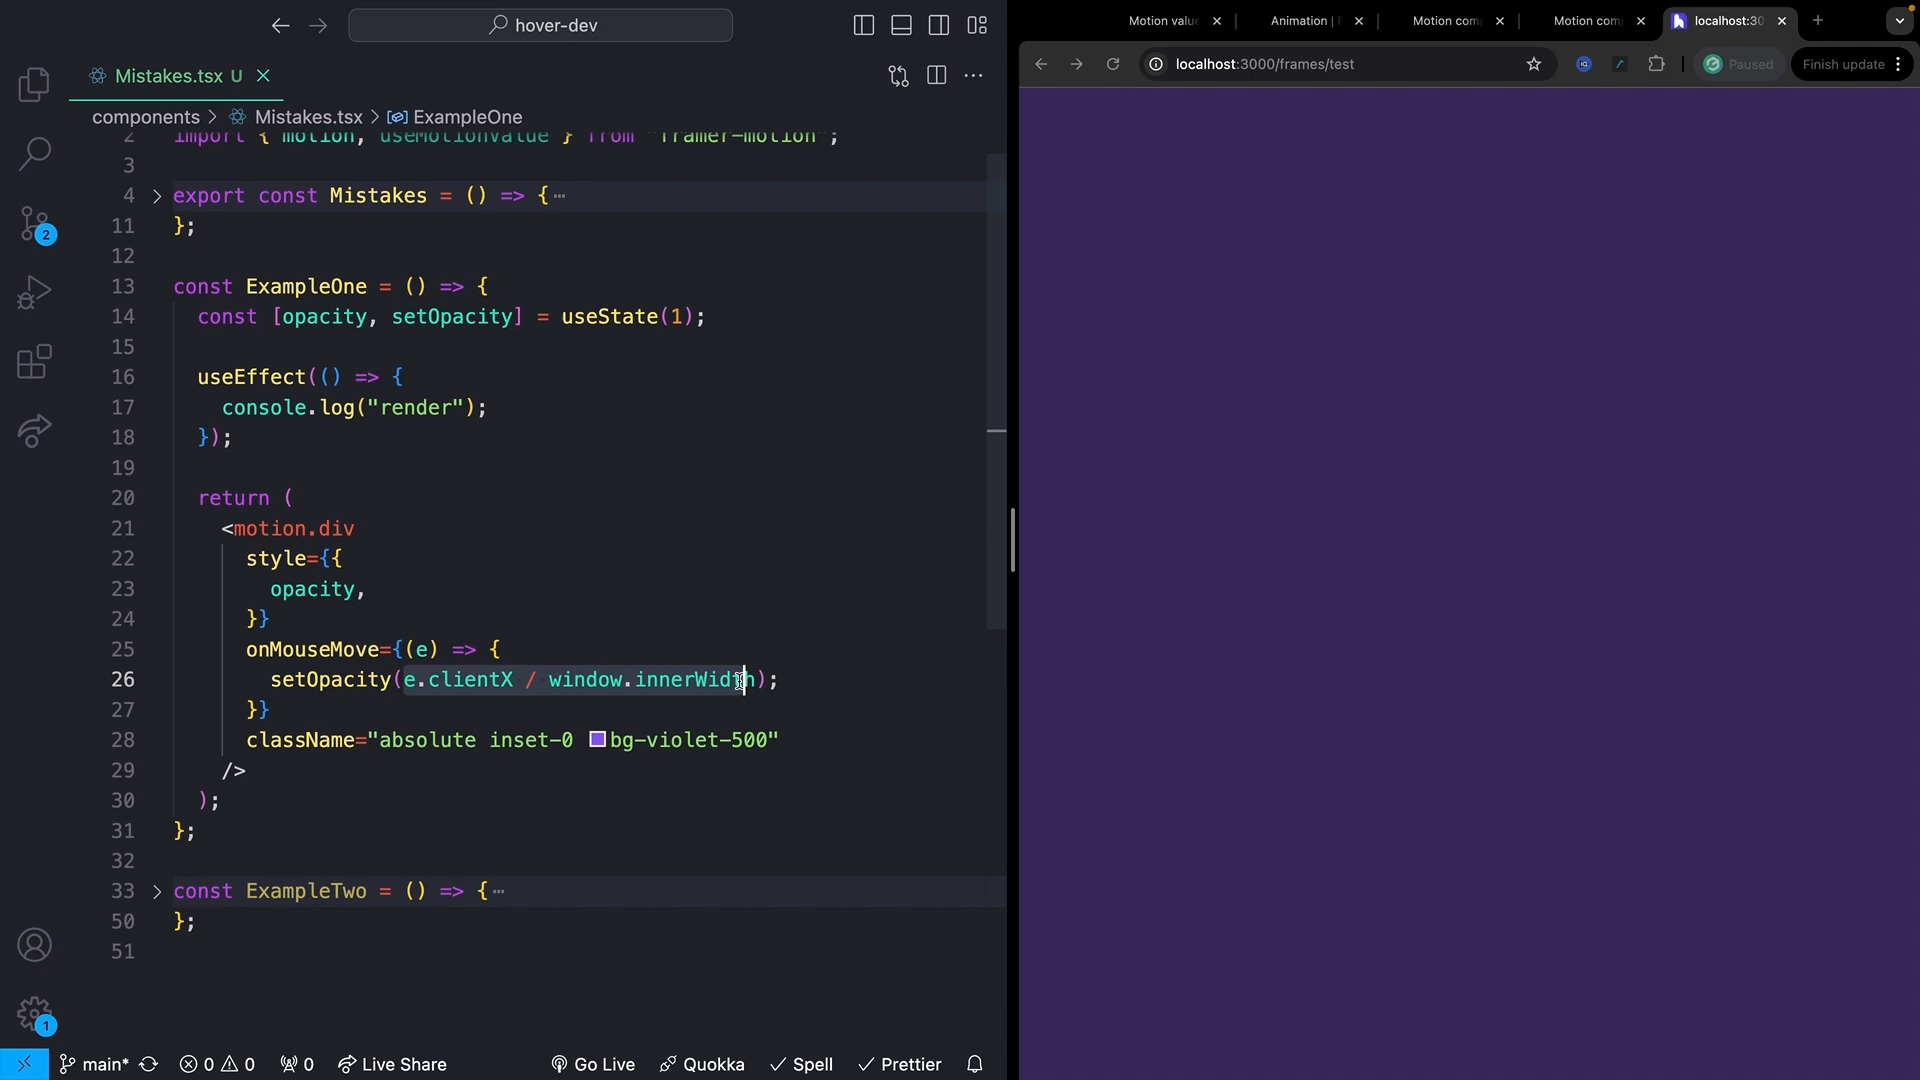 hover-dev
Mistakes.tsx U
components > Mistakes.tsx > ExampleOne
2 import { motion, useMotionValue } from "framer-motion";
3
4 export const Mistakes = () => {⋯
11 };
12
13 const ExampleOne = () => {
14 const [opacity, setOpacity] = useState(1);
15
16 useEffect(() => {
17 console.log("render");
18 });
19
20 return (
21 <motion.div
22 style={{
23 opacity,
24 }}
25 onMouseMove={(e) => {
26 setOpacity(e.clientX / window.innerWidth);
27 }}
28 className="absolute inset-0 bg-violet-500"
29 />
30 );
31 };
32
33 const ExampleTwo = () => {⋯
50 };
51
2
1
main* 0 0 0 Live Share Go Live Quokka Spell Prettier
Motion value Animation | Motion com Motion com localhost:30
localhost:3000/frames/test Paused Finish update